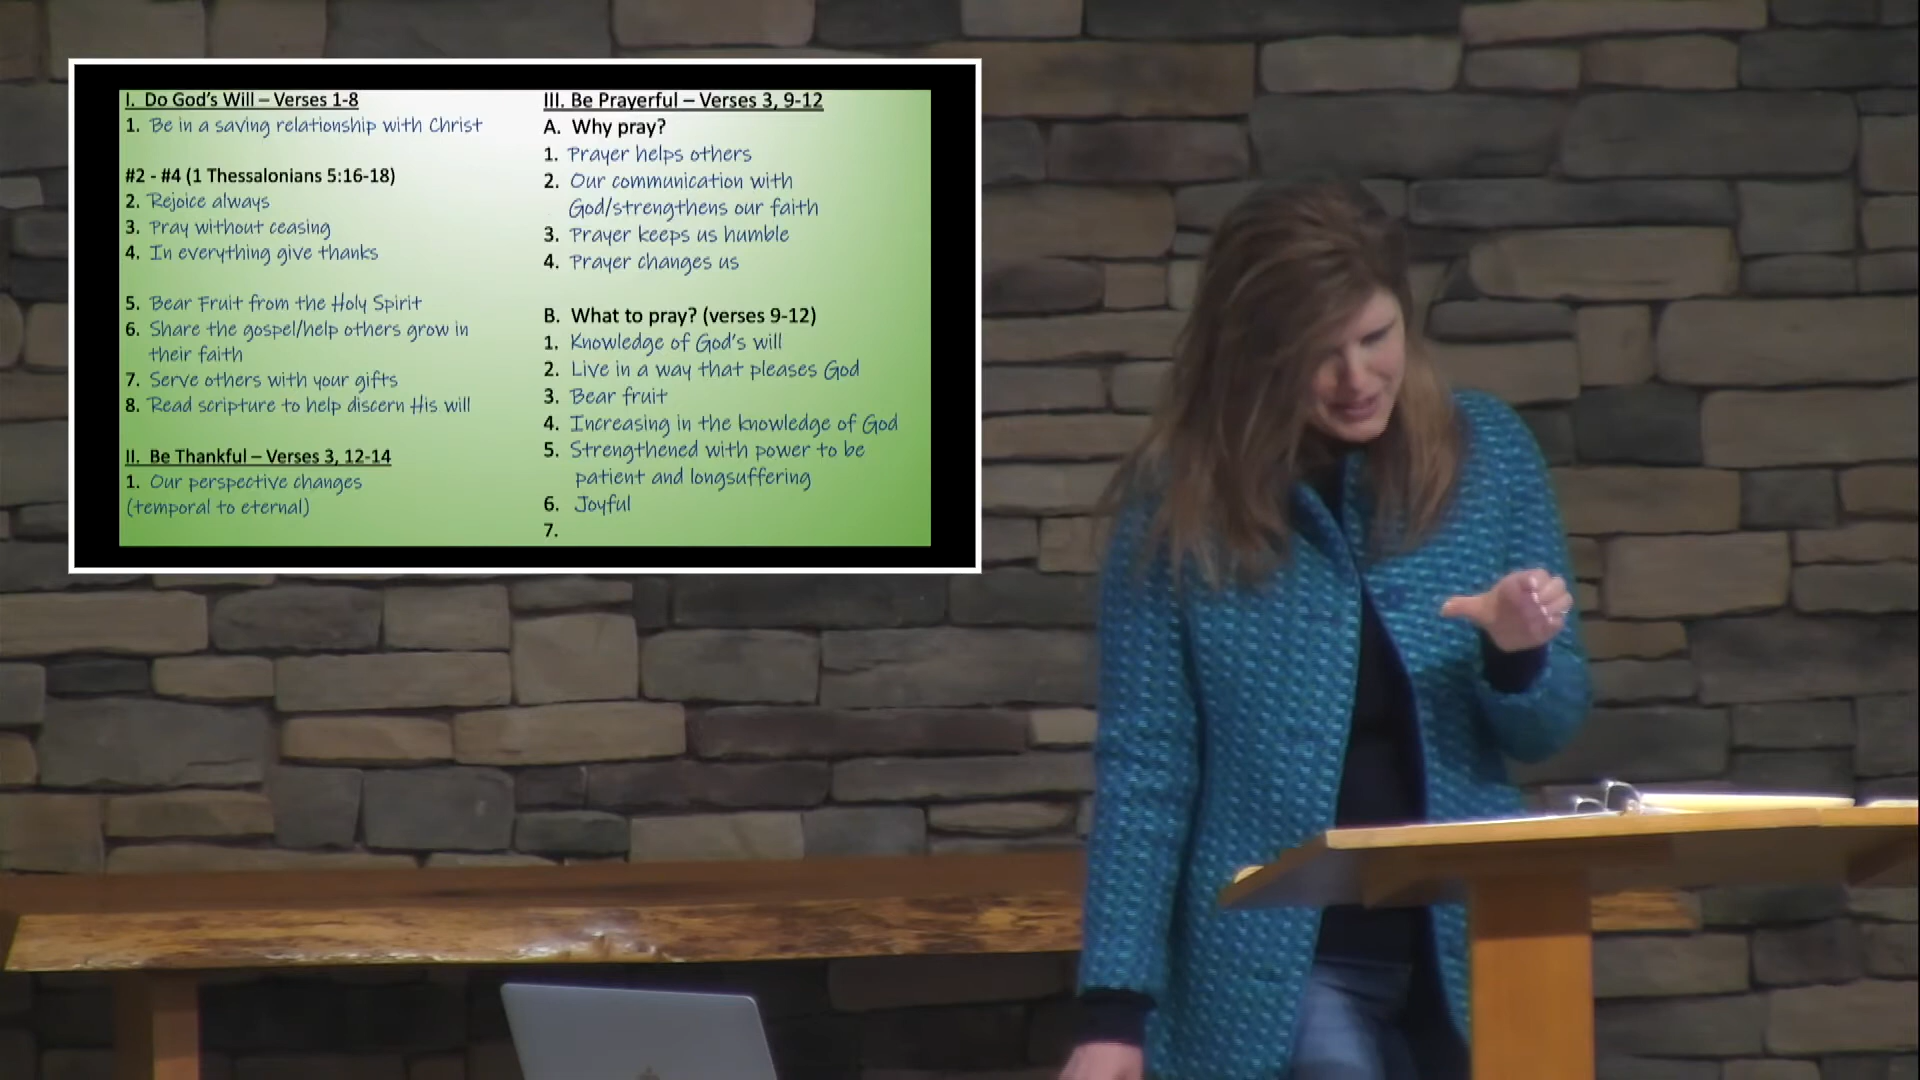 I. Do God's Will – Verses 1-8
1. Be in a saving relationship with Christ
#2 - #4 (1 Thessalonians 5:16-18)
2. Rejoice always
3. Pray without ceasing
4. In everything give thanks
5. Bear Fruit from the Holy Spirit
6. Share the gospel/help others grow in
their faith
7. Serve others with your gifts
8. Read scripture to help discern His will
II. Be Thankful – Verses 3, 12-14
1. Our perspective changes
(temporal to eternal)
III. Be Prayerful – Verses 3, 9-12
A. Why pray?
1. Prayer helps others
2. Our communication with
God/strengthens our faith
3. Prayer keeps us humble
4. Prayer changes us
B. What to pray? (verses 9-12)
1. Knowledge of God's will
2. Live in a way that pleases God
3. Bear fruit
4. Increasing in the knowledge of God
5. Strengthened with power to be
patient and longsuffering
6. Joyful
7.